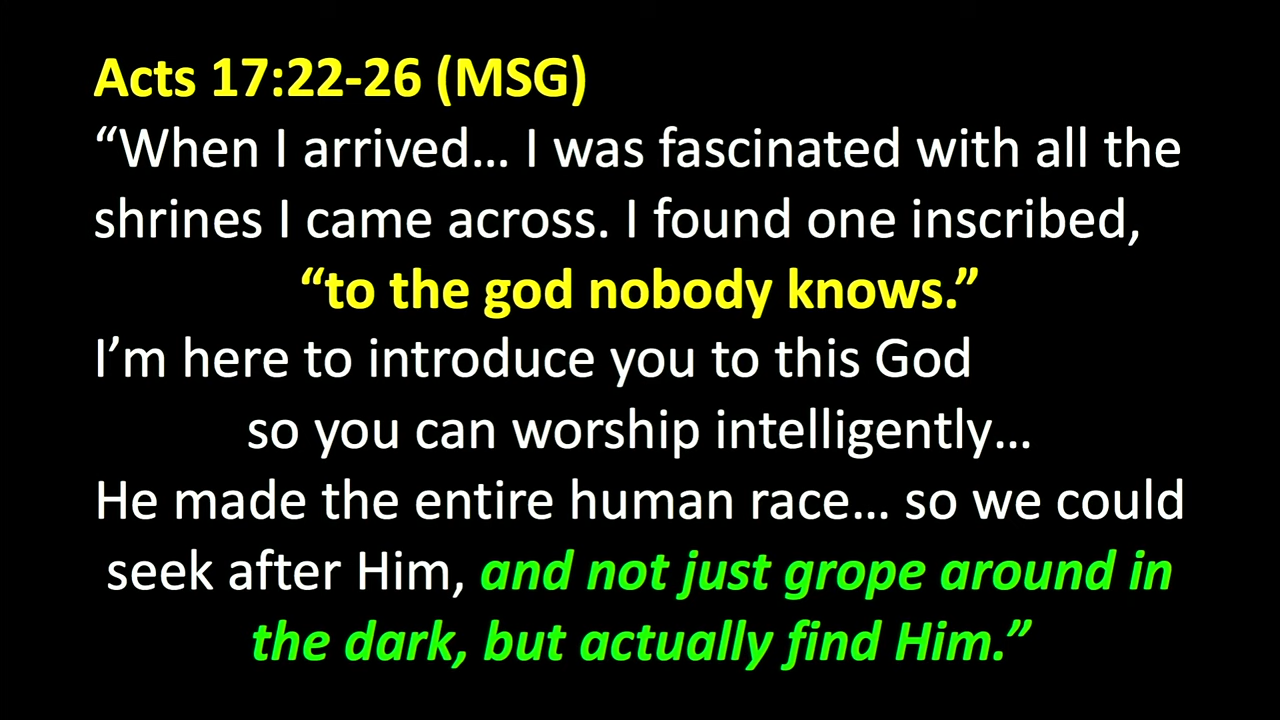 Acts 17:22-26 (MSG)
“When I arrived… I was fascinated with all the
shrines I came across. I found one inscribed,
“to the god nobody knows.”
I’m here to introduce you to this God
so you can worship intelligently…
He made the entire human race… so we could
seek after Him, and not just grope around in
the dark, but actually find Him.”